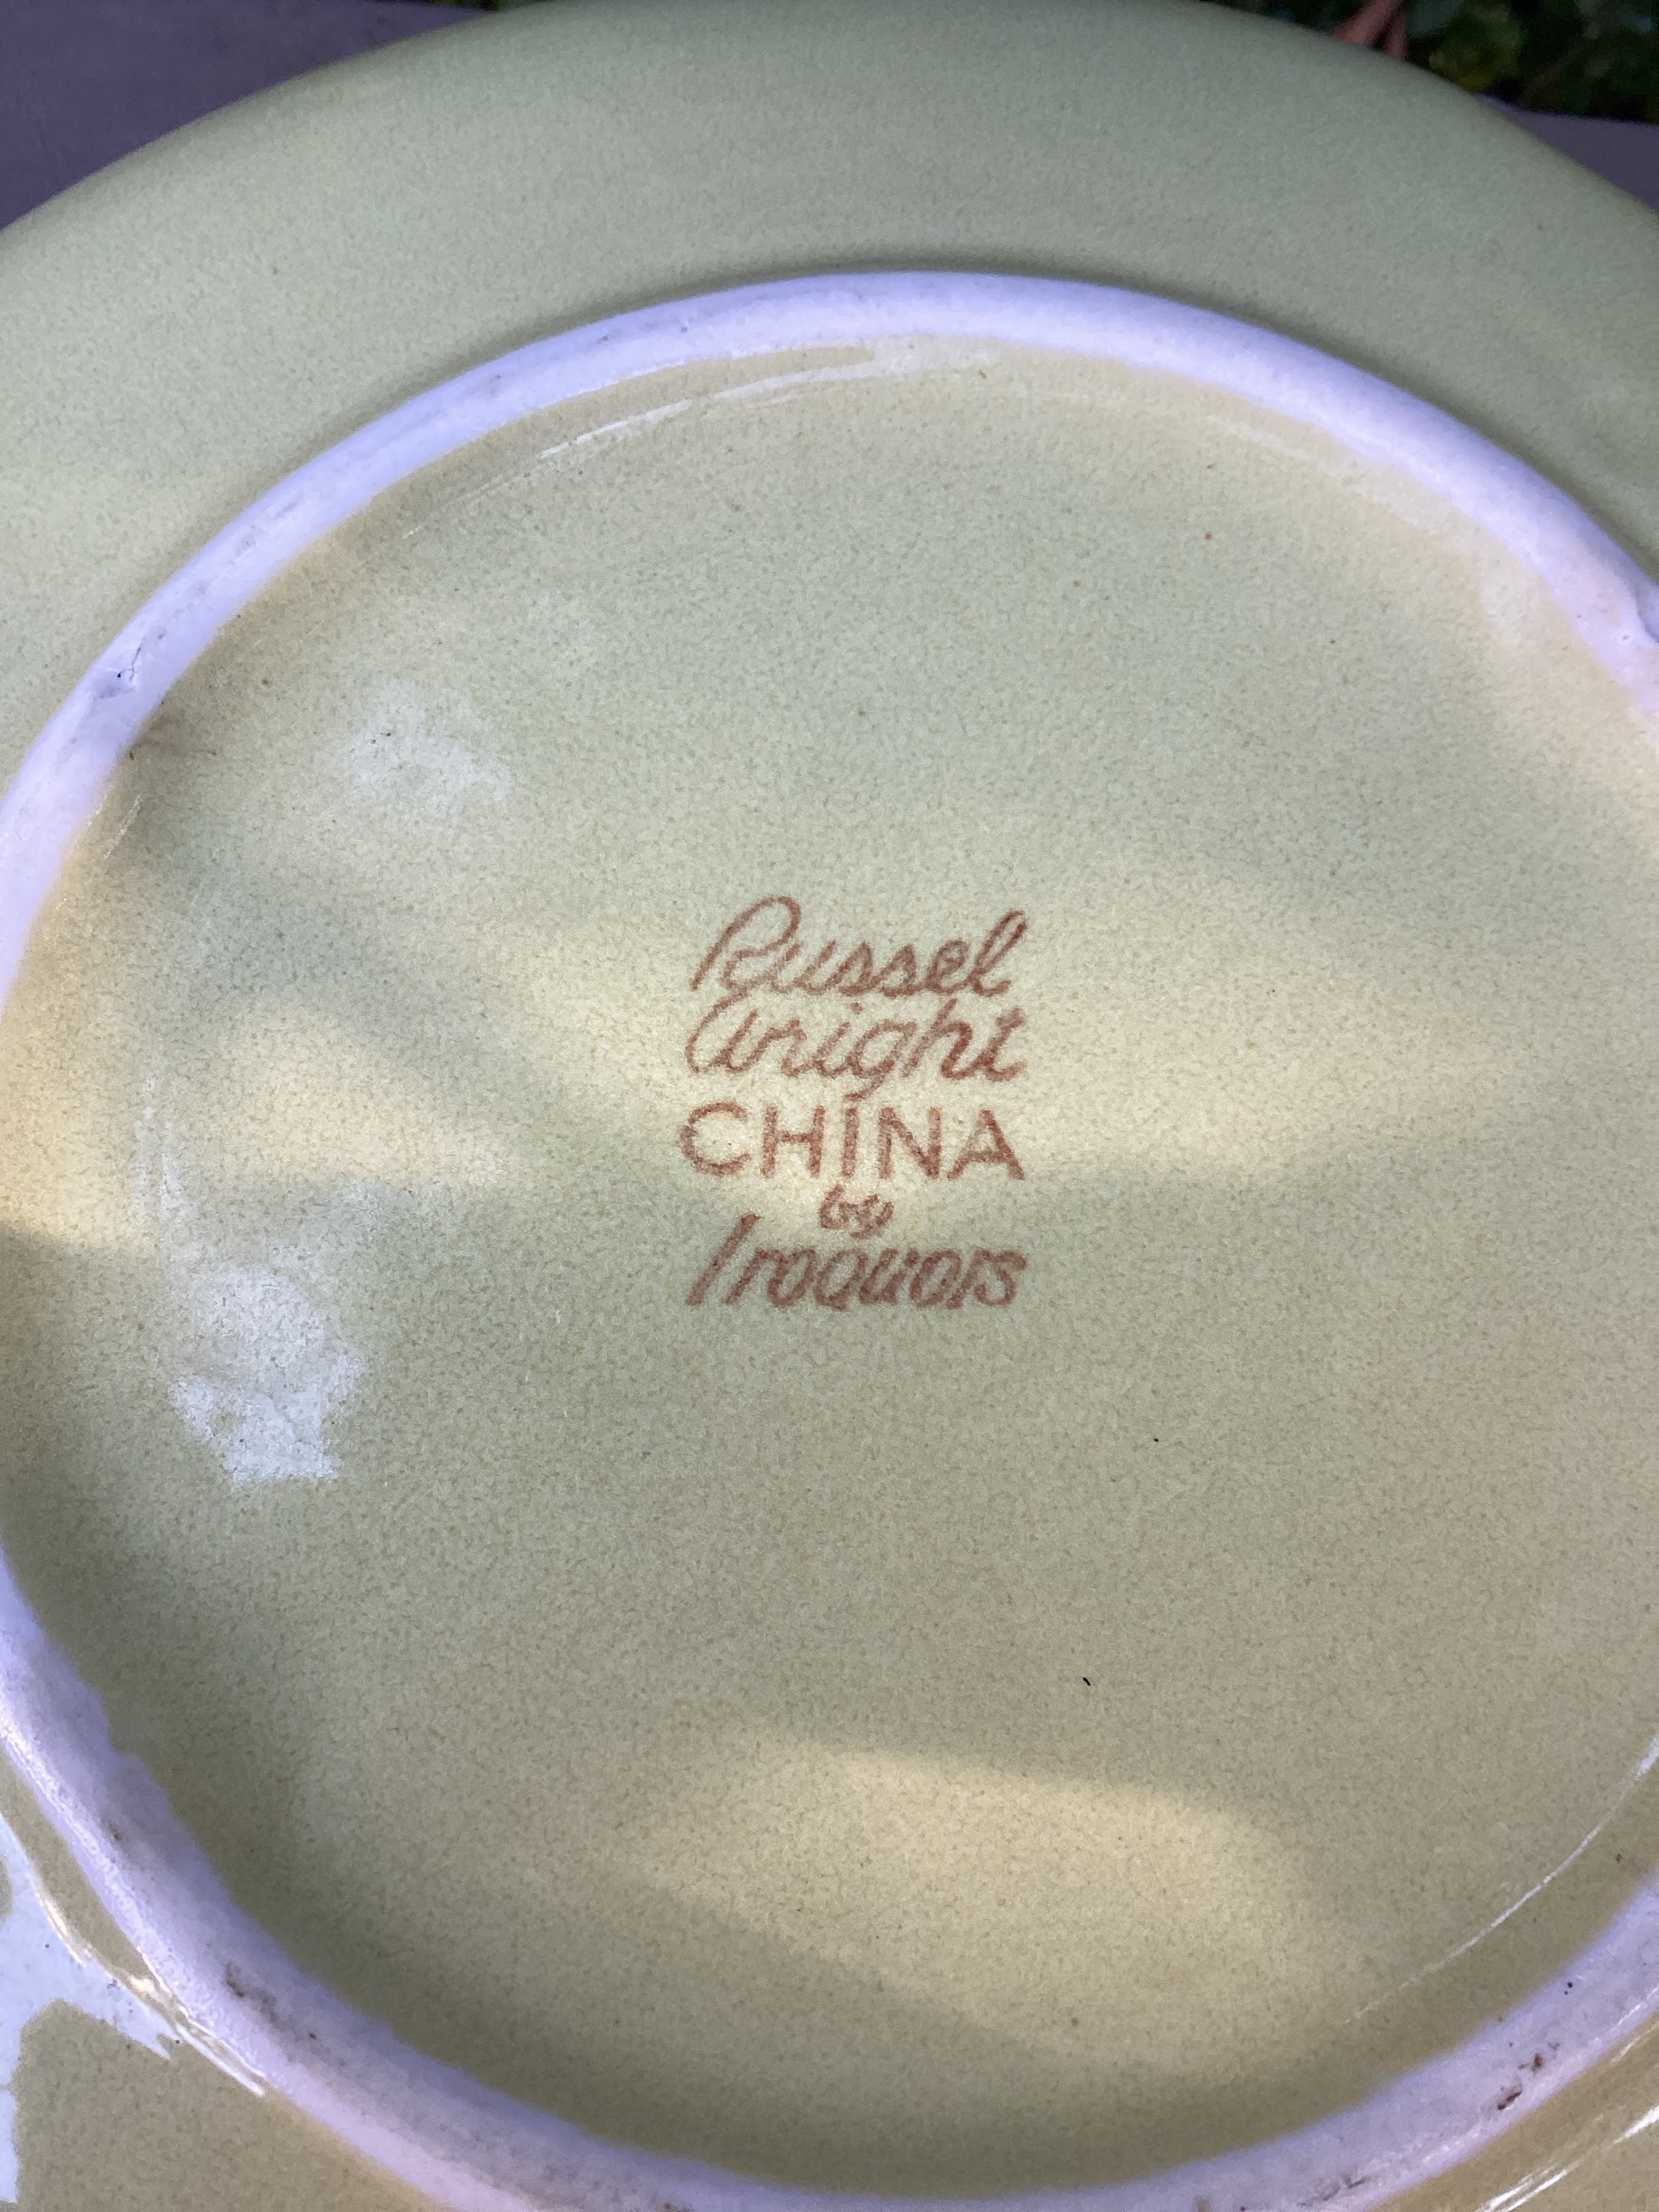 Russel
Wright
CHINA
by
Iroquois